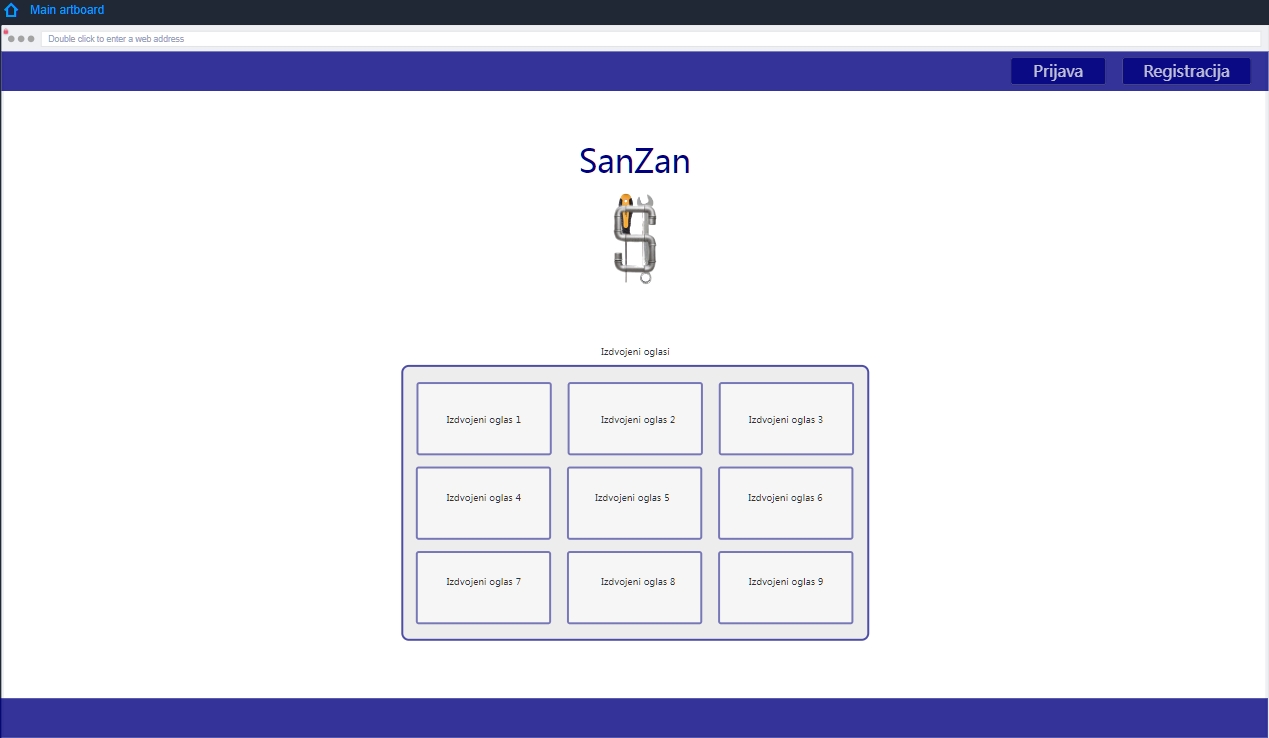 Main artboard
Double click to enter a web address
Prijava
Registracija
SanZan
Izdvojeni oglasi
Izdvojeni oglas 1
Izdvojeni oglas 2
Izdvojeni oglas 3
Izdvojeni oglas 4
Izdvojeni oglas 5
Izdvojeni oglas 6
Izdvojeni oglas 7
Izdvojeni oglas 8
Izdvojeni oglas 9